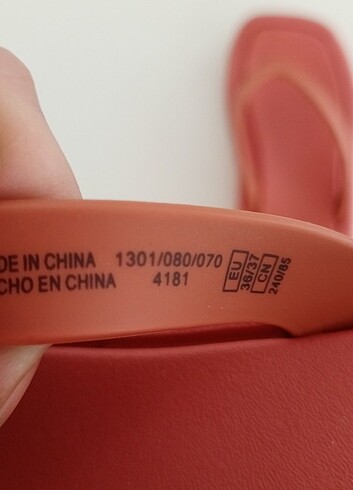 DE IN CHINA 1301/080/070
CHO EN CHINA 4181
EU
36/37
CN
240/85